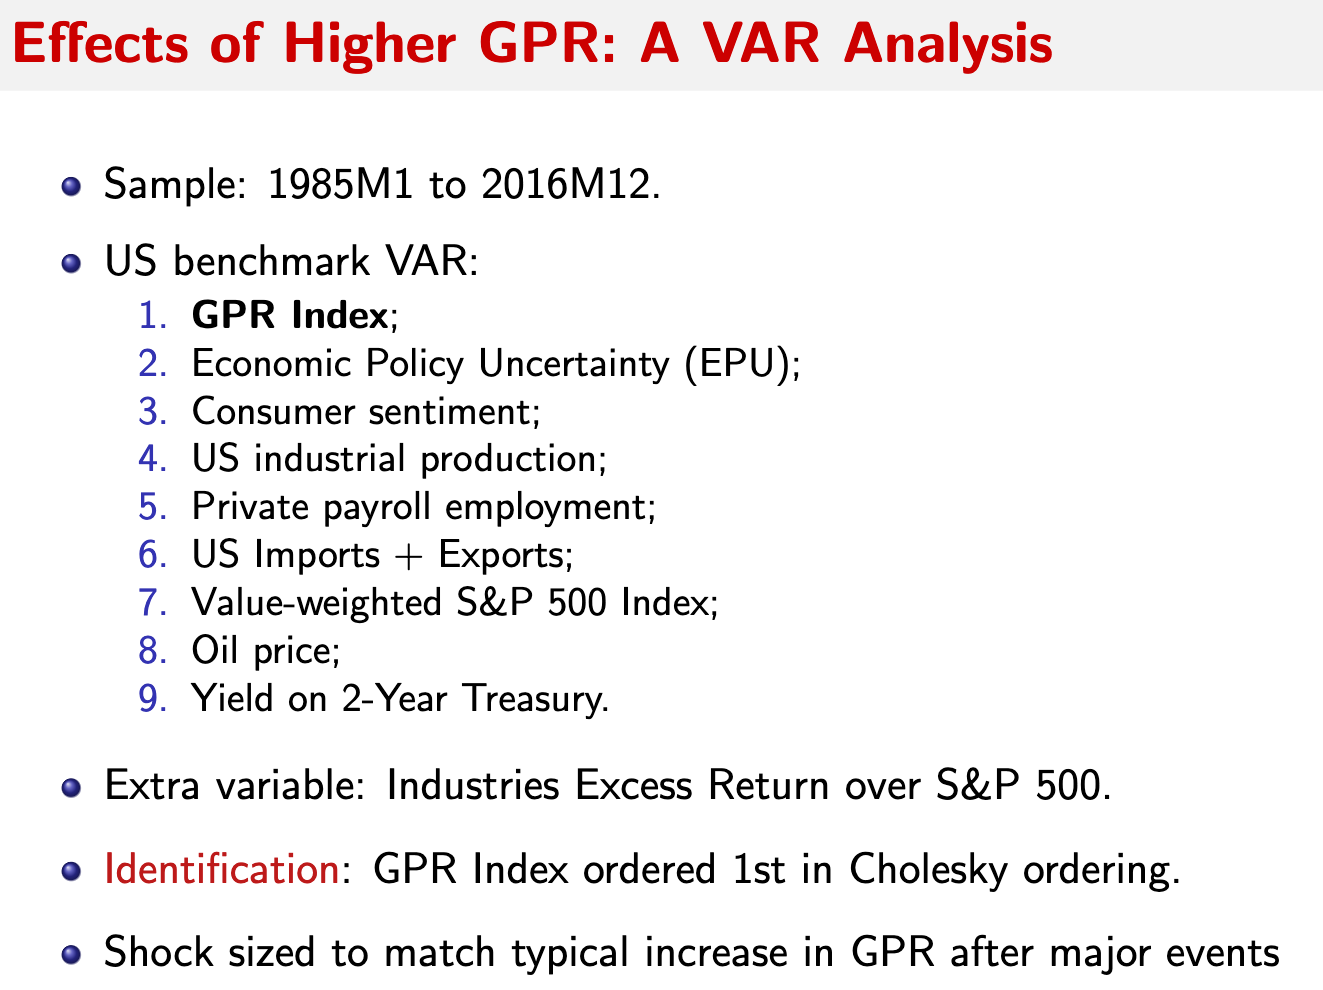 Effects of Higher GPR: A VAR Analysis
Sample: 1985M1 to 2016M12.
US benchmark VAR:
1. GPR Index;
2. Economic Policy Uncertainty (EPU);
3. Consumer sentiment;
4. US industrial production;
5. Private payroll employment;
6. US Imports + Exports;
7. Value-weighted S&P 500 Index;
8. Oil price;
9. Yield on 2-Year Treasury.
Extra variable: Industries Excess Return over S&P 500.
Identification: GPR Index ordered 1st in Cholesky ordering.
Shock sized to match typical increase in GPR after major events